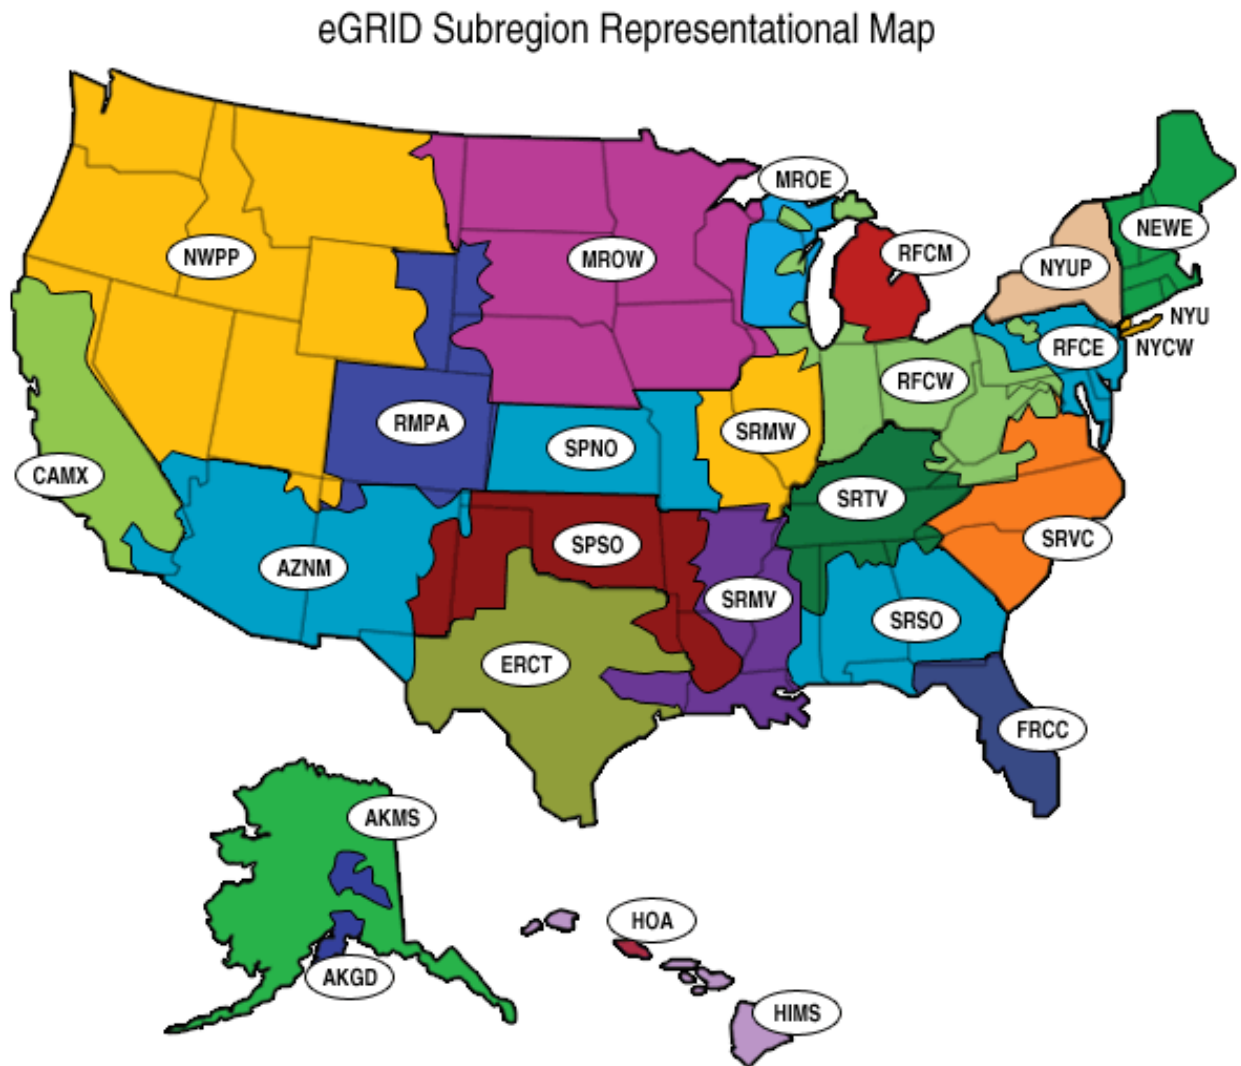 eGRID Subregion Representational Map
MROE
NEWE
NWPP
MROW
RFCM
NYUP
NYU
NYCW
RFCE
RFCW
RMPA
SRMW
SPNO
CAMX
SRTV
SPSO
SRVC
AZNM
SRMV
SRSO
ERCT
FRCC
AKMS
HOA
AKGD
HIMS